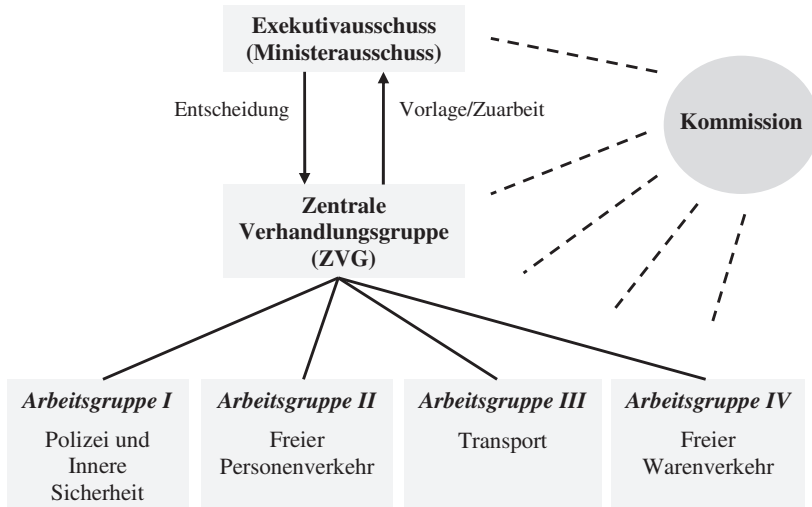 Exekutivausschuss
(Ministerausschuss)
Entscheidung
Vorlage/Zuarbeit
Kommission
Zentrale
Verhandlungsgruppe
(ZVG)
Arbeitsgruppe I
Polizei und
Innere
Sicherheit
Arbeitsgruppe II
Freier
Personenverkehr
Arbeitsgruppe III
Transport
Arbeitsgruppe IV
Freier
Warenverkehr